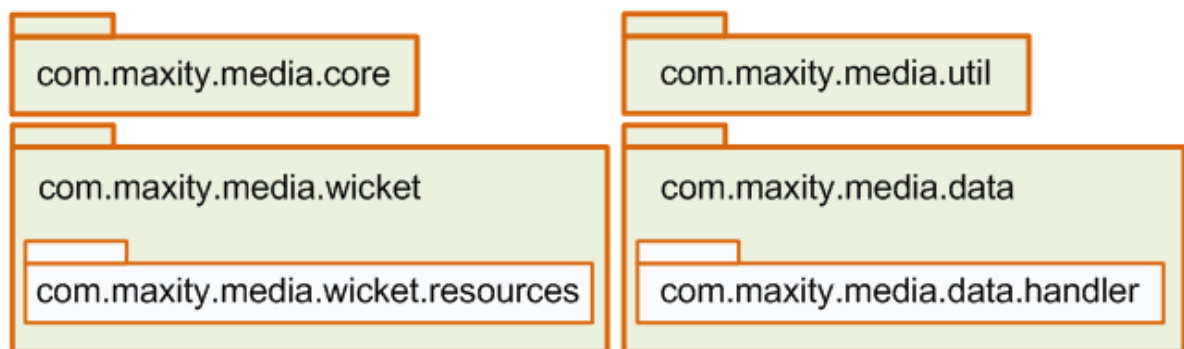 com.maxity.media.core
com.maxity.media.util
com.maxity.media.wicket
com.maxity.media.data
com.maxity.media.wicket.resources
com.maxity.media.data.handler